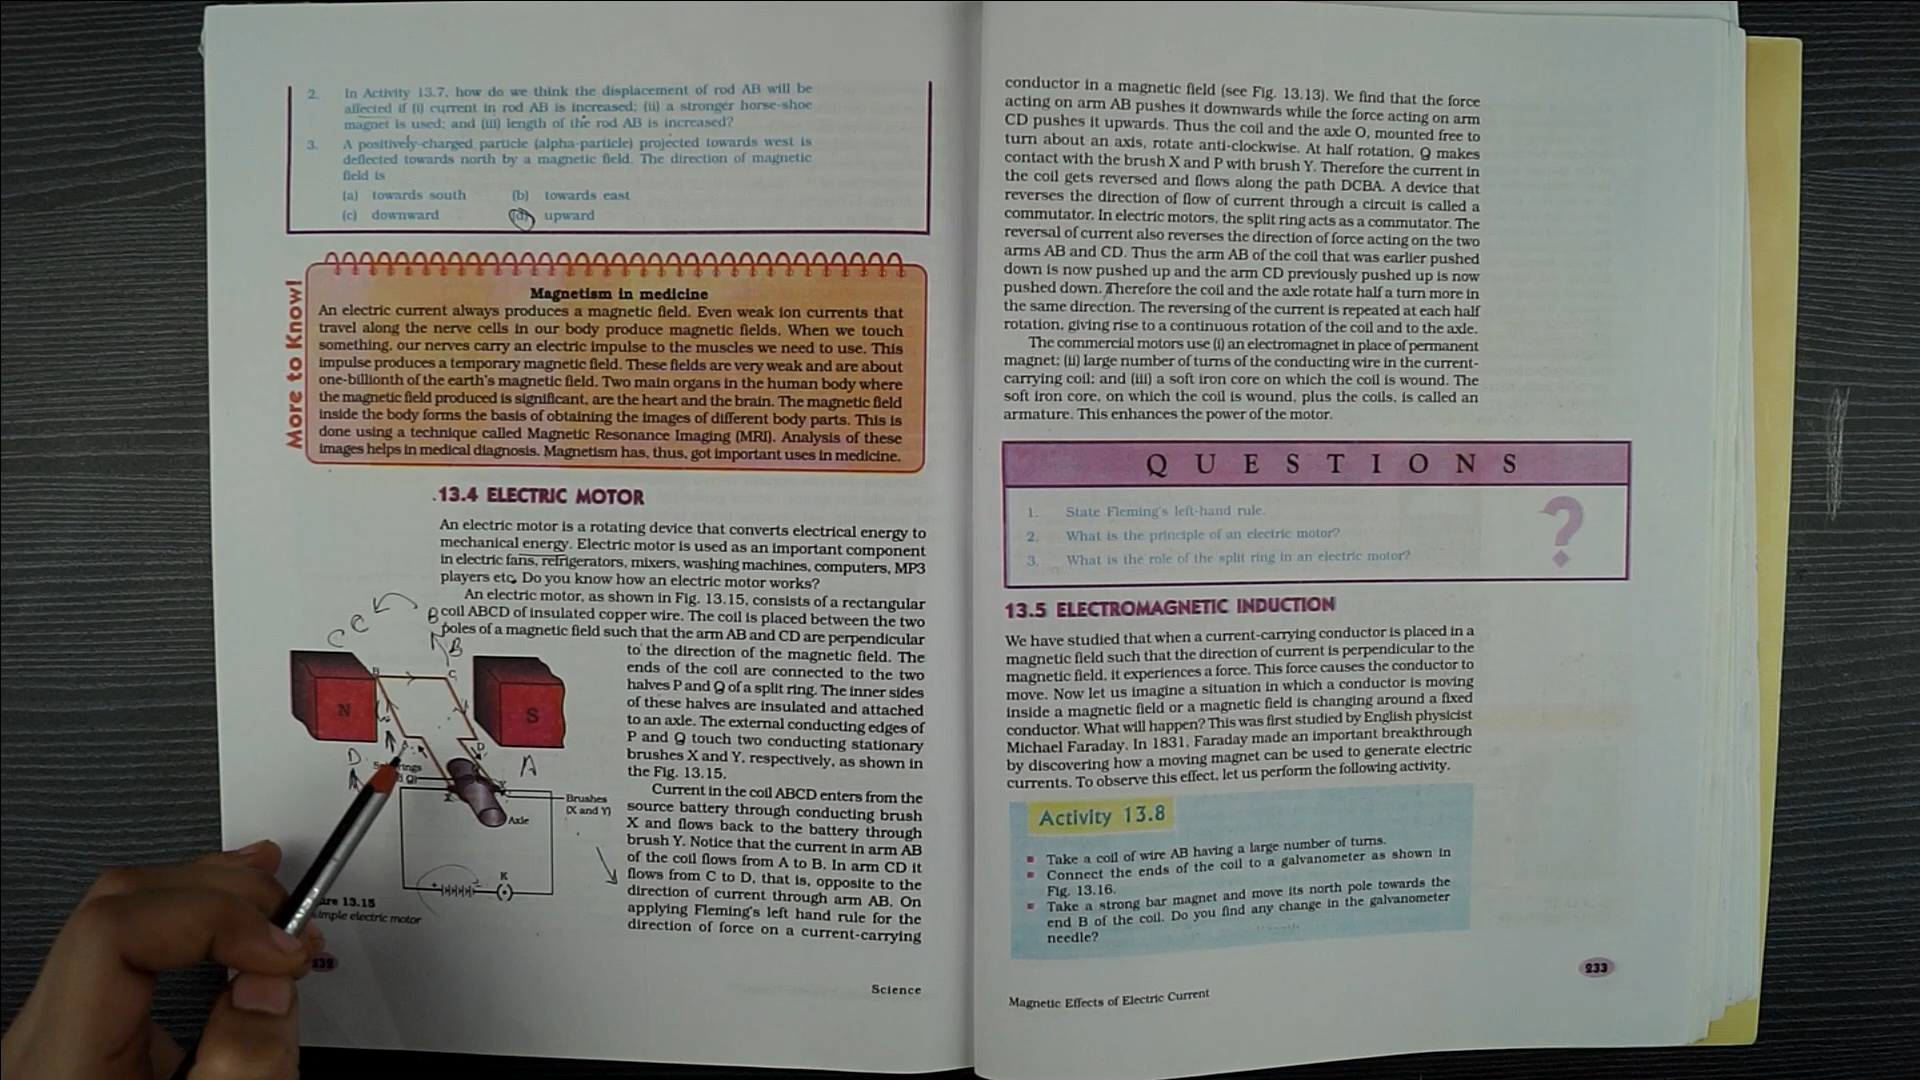 2. In Activity 13.7, how do we think the displacement of rod AB will be
affected if (i) current in rod AB is increased; (ii) a stronger horse-shoe
magnet is used; and (iii) length of the rod AB is increased?
3. A positively-charged particle (alpha-particle) projected towards west is
deflected towards north by a magnetic field. The direction of magnetic
field is
(a) towards south (b) towards east
(c) downward (d) upward
More to Know!
Magnetism in medicine
An electric current always produces a magnetic field. Even weak ion currents that
travel along the nerve cells in our body produce magnetic fields. When we touch
something, our nerves carry an electric impulse to the muscles we need to use. This
impulse produces a temporary magnetic field. These fields are very weak and are about
one-billionth of the earth's magnetic field. Two main organs in the human body where
the magnetic field produced is significant, are the heart and the brain. The magnetic field
inside the body forms the basis of obtaining the images of different body parts. This is
done using a technique called Magnetic Resonance Imaging (MRI). Analysis of these
images helps in medical diagnosis. Magnetism has, thus, got important uses in medicine.
13.4 ELECTRIC MOTOR
An electric motor is a rotating device that converts electrical energy to
mechanical energy. Electric motor is used as an important component
in electric fans, refrigerators, mixers, washing machines, computers, MP3
players etc. Do you know how an electric motor works?
An electric motor, as shown in Fig. 13.15, consists of a rectangular
coil ABCD of insulated copper wire. The coil is placed between the two
poles of a magnetic field such that the arm AB and CD are perpendicular
to the direction of the magnetic field. The
ends of the coil are connected to the two
halves P and Q of a split ring. The inner sides
of these halves are insulated and attached
to an axle. The external conducting edges of
P and Q touch two conducting stationary
brushes X and Y, respectively, as shown in
the Fig. 13.15.
Current in the coil ABCD enters from the
source battery through conducting brush
X and flows back to the battery through
brush Y. Notice that the current in arm AB
of the coil flows from A to B. In arm CD it
flows from C to D, that is, opposite to the
direction of current through arm AB. On
applying Fleming's left hand rule for the
direction of force on a current-carrying
C C B
B
B C
N S
D A
D
Brushes
(X and Y)
Axle
K
13.15
simple electric motor
232
Science
conductor in a magnetic field (see Fig. 13.13). We find that the force
acting on arm AB pushes it downwards while the force acting on arm
CD pushes it upwards. Thus the coil and the axle O, mounted free to
turn about an axis, rotate anti-clockwise. At half rotation, Q makes
contact with the brush X and P with brush Y. Therefore the current in
the coil gets reversed and flows along the path DCBA. A device that
reverses the direction of flow of current through a circuit is called a
commutator. In electric motors, the split ring acts as a commutator. The
reversal of current also reverses the direction of force acting on the two
arms AB and CD. Thus the arm AB of the coil that was earlier pushed
down is now pushed up and the arm CD previously pushed up is now
pushed down. Therefore the coil and the axle rotate half a turn more in
the same direction. The reversing of the current is repeated at each half
rotation, giving rise to a continuous rotation of the coil and to the axle.
The commercial motors use (i) an electromagnet in place of permanent
magnet; (ii) large number of turns of the conducting wire in the current-
carrying coil; and (iii) a soft iron core on which the coil is wound. The
soft iron core, on which the coil is wound, plus the coils, is called an
armature. This enhances the power of the motor.
QUESTIONS
?
1. State Fleming's left-hand rule.
2. What is the principle of an electric motor?
3. What is the role of the split ring in an electric motor?
13.5 ELECTROMAGNETIC INDUCTION
We have studied that when a current-carrying conductor is placed in a
magnetic field such that the direction of current is perpendicular to the
magnetic field, it experiences a force. This force causes the conductor to
move. Now let us imagine a situation in which a conductor is moving
inside a magnetic field or a magnetic field is changing around a fixed
conductor. What will happen? This was first studied by English physicist
Michael Faraday. In 1831, Faraday made an important breakthrough
by discovering how a moving magnet can be used to generate electric
currents. To observe this effect, let us perform the following activity.
Activity 13.8
■ Take a coil of wire AB having a large number of turns.
■ Connect the ends of the coil to a galvanometer as shown in
Fig. 13.16.
■ Take a strong bar magnet and move its north pole towards the
end B of the coil. Do you find any change in the galvanometer
needle?
233
Magnetic Effects of Electric Current